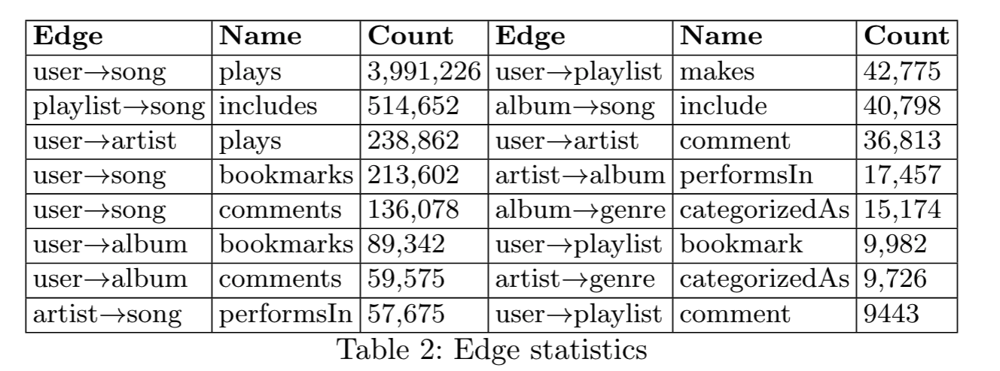 Edge Name Count Edge Name Count
user→song plays 3,991,226 user→playlist makes 42,775
playlist→song includes 514,652 album→song include 40,798
user→artist plays 238,862 user→artist comment 36,813
user→song bookmarks 213,602 artist→album performsIn 17,457
user→song comments 136,078 album→genre categorizedAs 15,174
user→album bookmarks 89,342 user→playlist bookmark 9,982
user→album comments 59,575 artist→genre categorizedAs 9,726
artist→song performsIn 57,675 user→playlist comment 9443
Table 2: Edge statistics